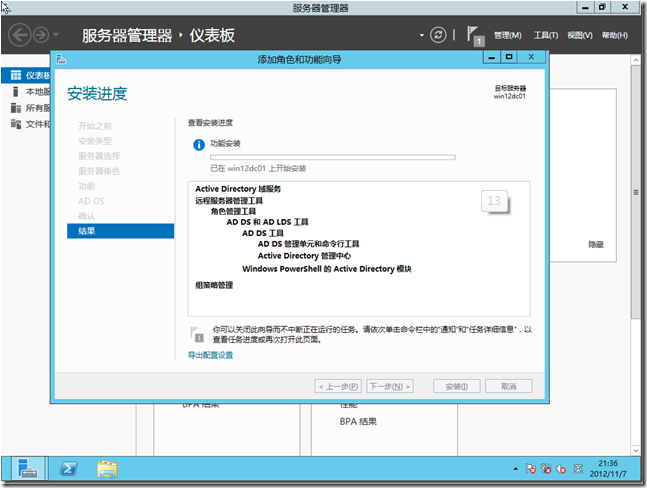 服务器管理器
服务器管理器 · 仪表板
1
管理(M) 工具(T) 视图(V) 帮助(H)
仪表板
本地服
所有服
文件和
添加角色和功能向导
安装进度
目标服务器
win12dc01
开始之前
安装类型
服务器选择
服务器角色
功能
AD DS
确认
结果
查看安装进度
功能安装
已在 win12dc01 上开始安装
Active Directory 域服务
远程服务器管理工具
角色管理工具
AD DS 和 AD LDS 工具
AD DS 工具
AD DS 管理单元和命令行工具
Active Directory 管理中心
Windows PowerShell 的 Active Directory 模块
组策略管理
13
隐藏
1
你可以关闭此向导而不中断正在运行的任务。请依次单击命令栏中的"通知"和"任务详细信息"，以
查看任务进度或再次打开此页面。
导出配置设置
< 上一步(P) 下一步(N) > 安装(I) 取消
BPA 结果
性能
BPA 结果
21:36
2012/11/7